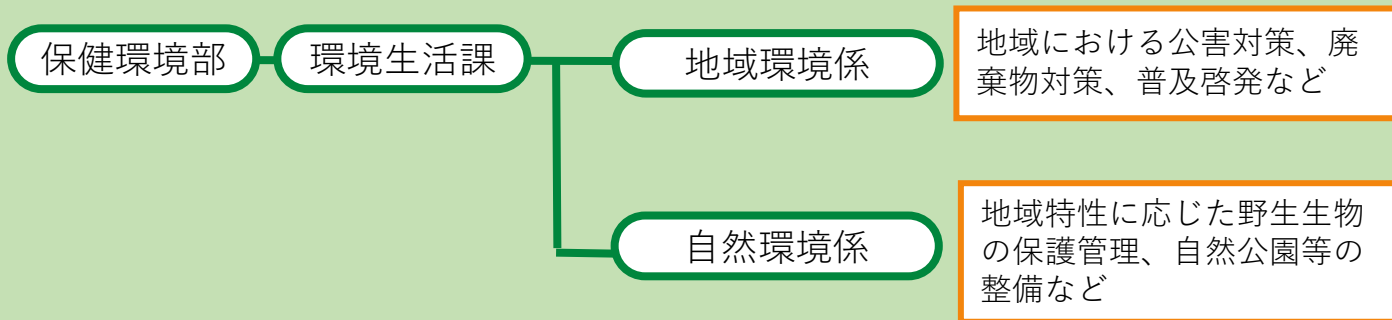 保健環境部
環境生活課
地域環境係
地域における公害対策、廃
棄物対策、普及啓発など
自然環境係
地域特性に応じた野生生物
の保護管理、自然公園等の
整備など